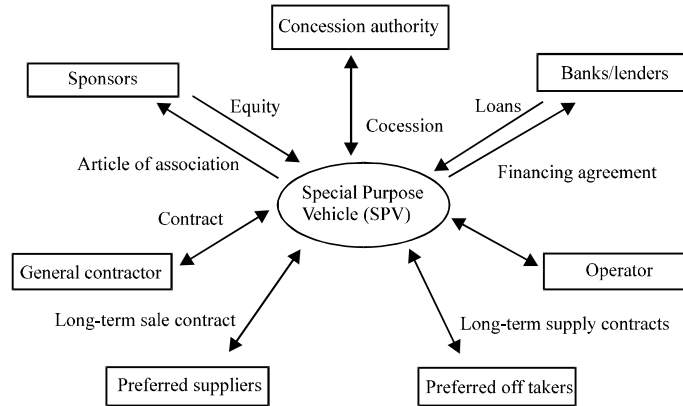 Concession authority
Sponsors
Banks/lenders
Equity
Loans
Cocession
Article of association
Financing agreement
Special Purpose
Vehicle (SPV)
Contract
General contractor
Operator
Long-term sale contract
Long-term supply contracts
Preferred suppliers
Preferred off takers